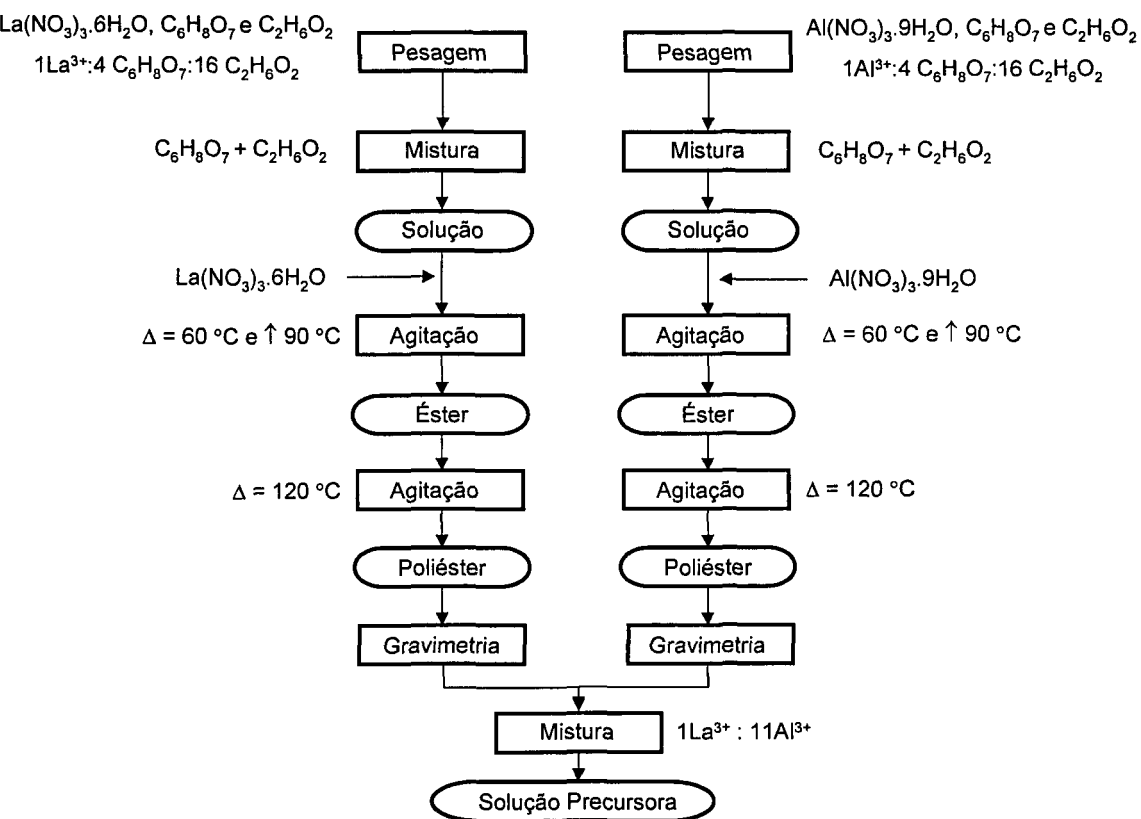 La(NO₃)₃.6H₂O, C₆H₈O₇ e C₂H₆O₂
1La³⁺:4 C₆H₈O₇:16 C₂H₆O₂
Pesagem
Pesagem
Al(NO₃)₃.9H₂O, C₆H₈O₇ e C₂H₆O₂
1Al³⁺:4 C₆H₈O₇:16 C₂H₆O₂
C₆H₈O₇ + C₂H₆O₂
Mistura
Mistura
C₆H₈O₇ + C₂H₆O₂
Solução
Solução
La(NO₃)₃.6H₂O
Al(NO₃)₃.9H₂O
Δ = 60 °C e ↑ 90 °C
Agitação
Agitação
Δ = 60 °C e ↑ 90 °C
Éster
Éster
Δ = 120 °C
Agitação
Agitação
Δ = 120 °C
Poliéster
Poliéster
Gravimetria
Gravimetria
Mistura
1La³⁺ : 11Al³⁺
Solução Precursora